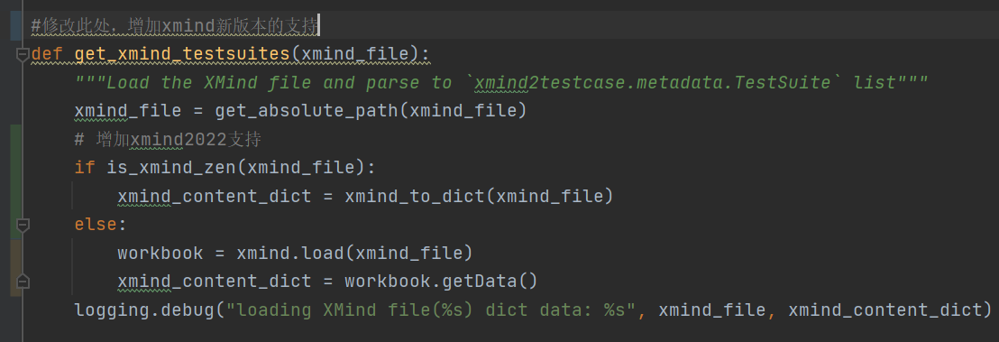 #修改此处，增加xmind新版本的支持
def get_xmind_testsuites(xmind_file):
    """Load the XMind file and parse to `xmind2testcase.metadata.TestSuite` list"""
    xmind_file = get_absolute_path(xmind_file)
    # 增加xmind2022支持
    if is_xmind_zen(xmind_file):
        xmind_content_dict = xmind_to_dict(xmind_file)
    else:
        workbook = xmind.load(xmind_file)
        xmind_content_dict = workbook.getData()
    logging.debug("loading XMind file(%s) dict data: %s", xmind_file, xmind_content_dict)